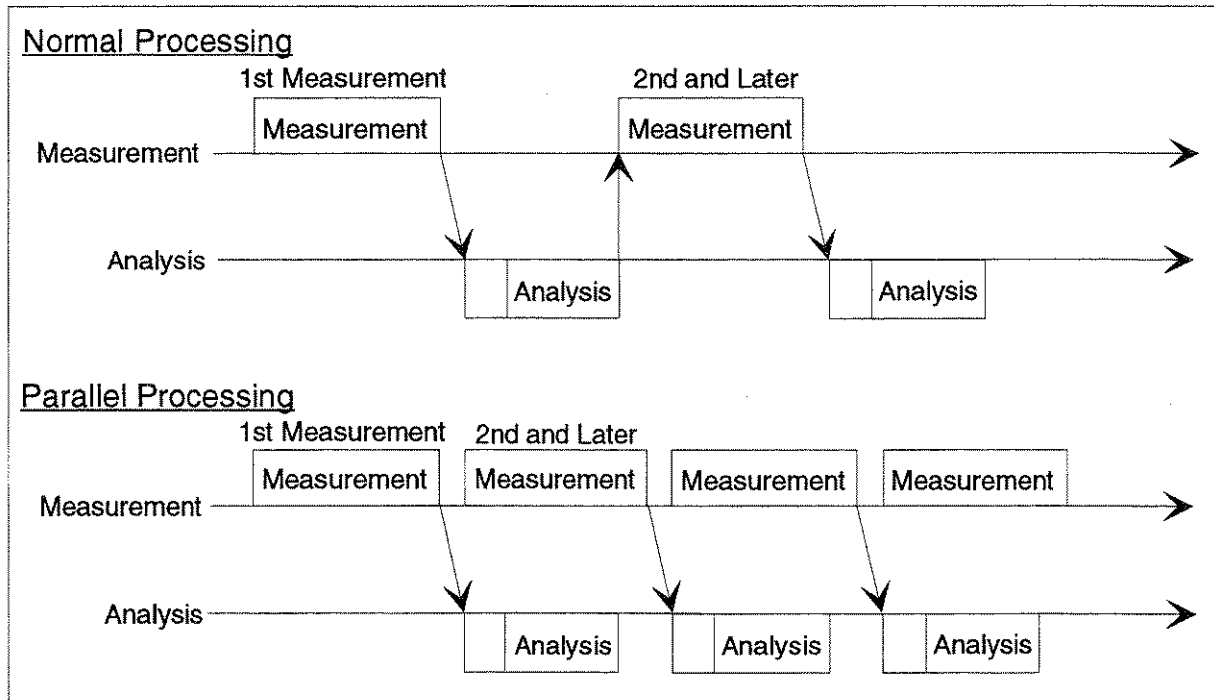 Normal Processing
1st Measurement 2nd and Later
Measurement Measurement
Measurement
Analysis
Analysis Analysis
Parallel Processing
1st Measurement 2nd and Later
Measurement Measurement Measurement Measurement
Measurement
Analysis
Analysis Analysis Analysis